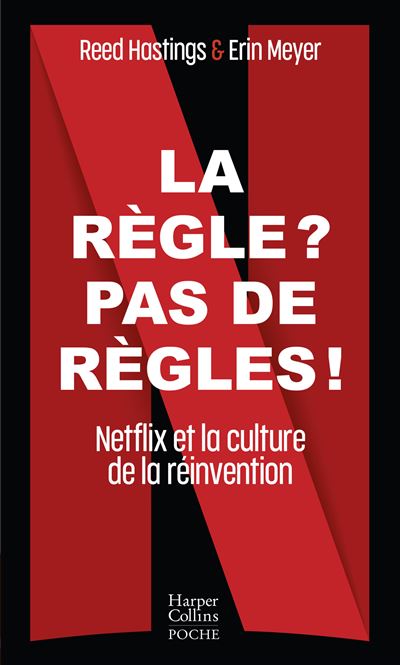 Reed Hastings & Erin Meyer
LA
RÈGLE ?
PAS DE
RÈGLES !
Netflix et la culture
de la réinvention
Harper
Collins
POCHE